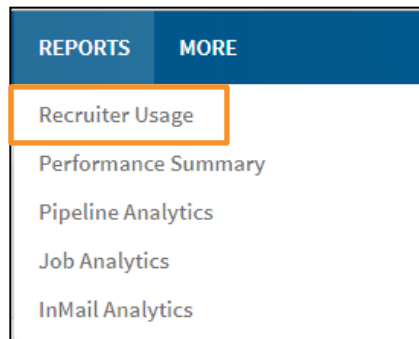 REPORTS MORE
Recruiter Usage
Performance Summary
Pipeline Analytics
Job Analytics
InMail Analytics